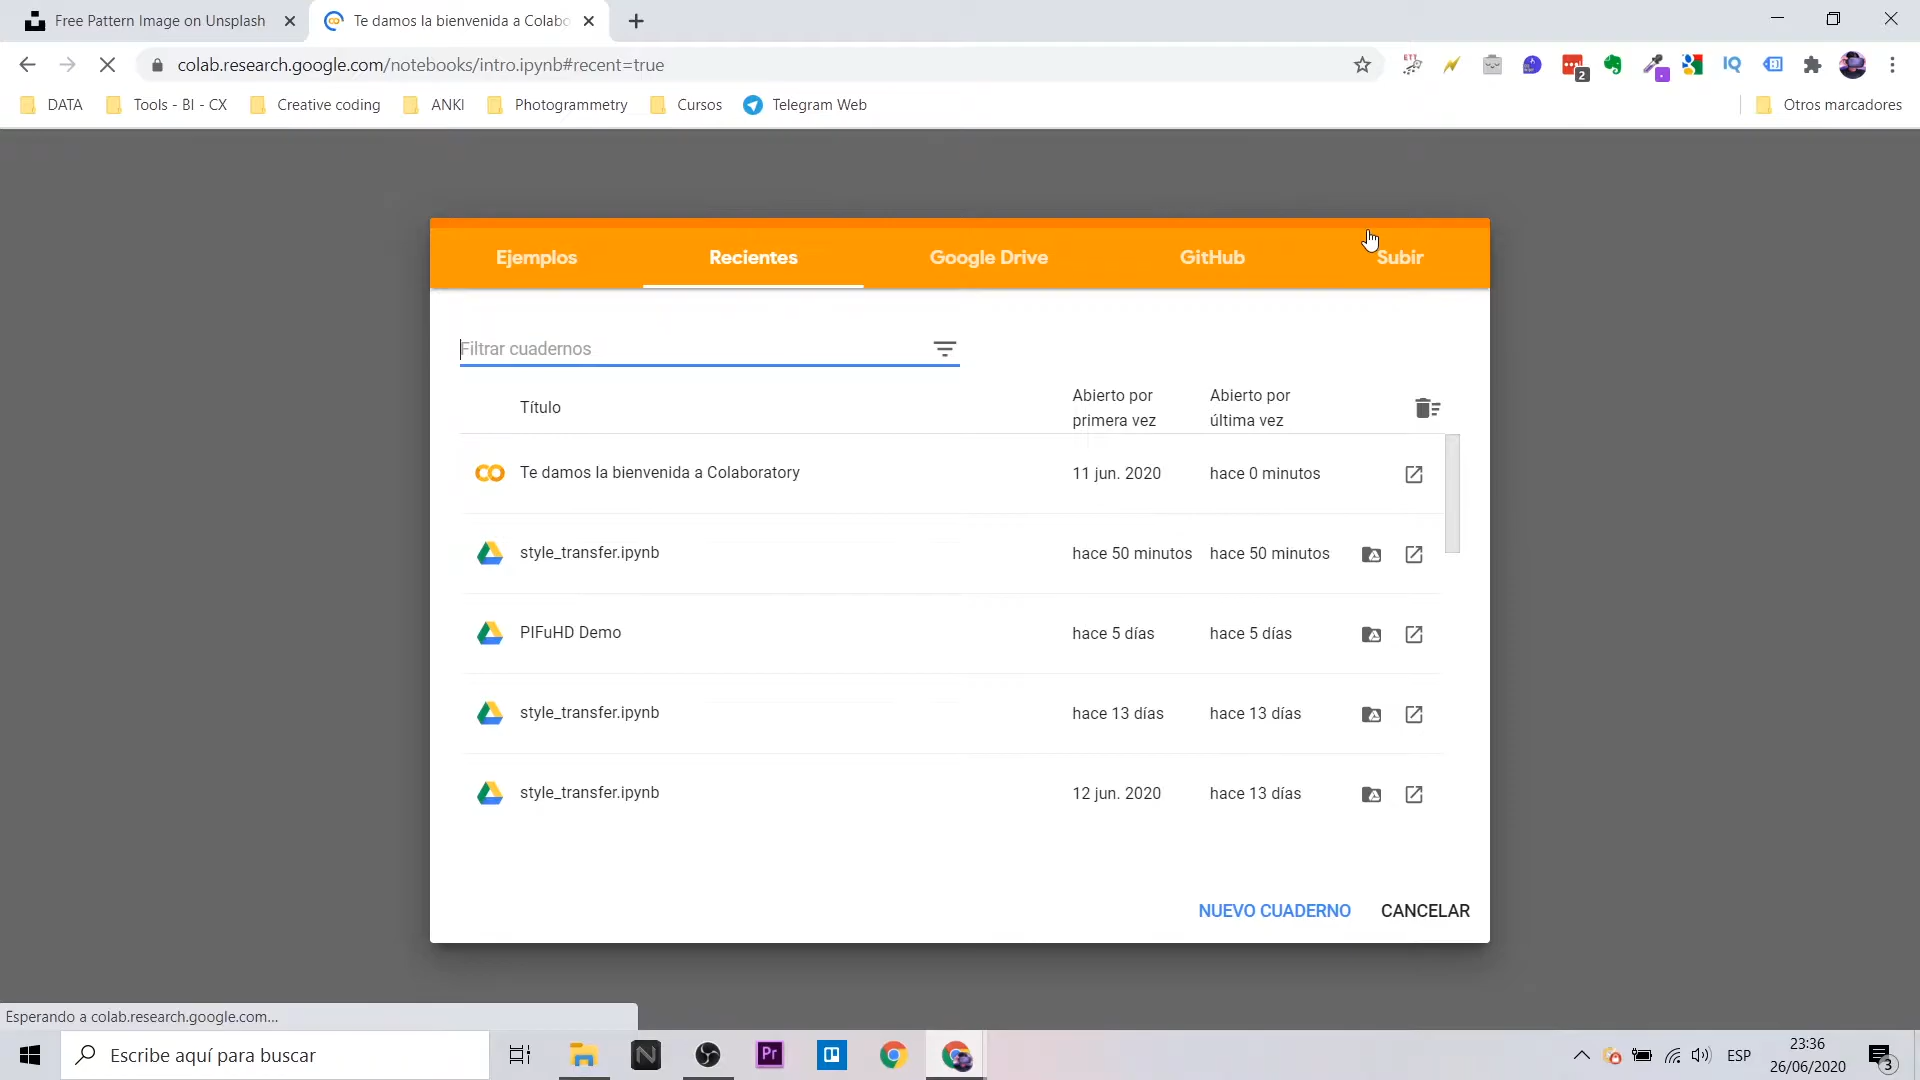 Free Pattern Image on Unsplash
Te damos la bienvenida a Colabo
colab.research.google.com/notebooks/intro.ipynb#recent=true
ETT
2
IQ
DATA
Tools - BI - CX
Creative coding
ANKI
Photogrammetry
Cursos
Telegram Web
Otros marcadores
Ejemplos
Recientes
Google Drive
GitHub
Subir
Filtrar cuadernos
Título
Abierto por
primera vez
Abierto por
última vez
Te damos la bienvenida a Colaboratory
11 jun. 2020
hace 0 minutos
style_transfer.ipynb
hace 50 minutos
hace 50 minutos
PIFuHD Demo
hace 5 días
hace 5 días
style_transfer.ipynb
hace 13 días
hace 13 días
style_transfer.ipynb
12 jun. 2020
hace 13 días
NUEVO CUADERNO
CANCELAR
Esperando a colab.research.google.com...
Escribe aquí para buscar
N
Pr
ESP
23:36
26/06/2020
3